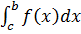 ∫_c^b f(x)dx